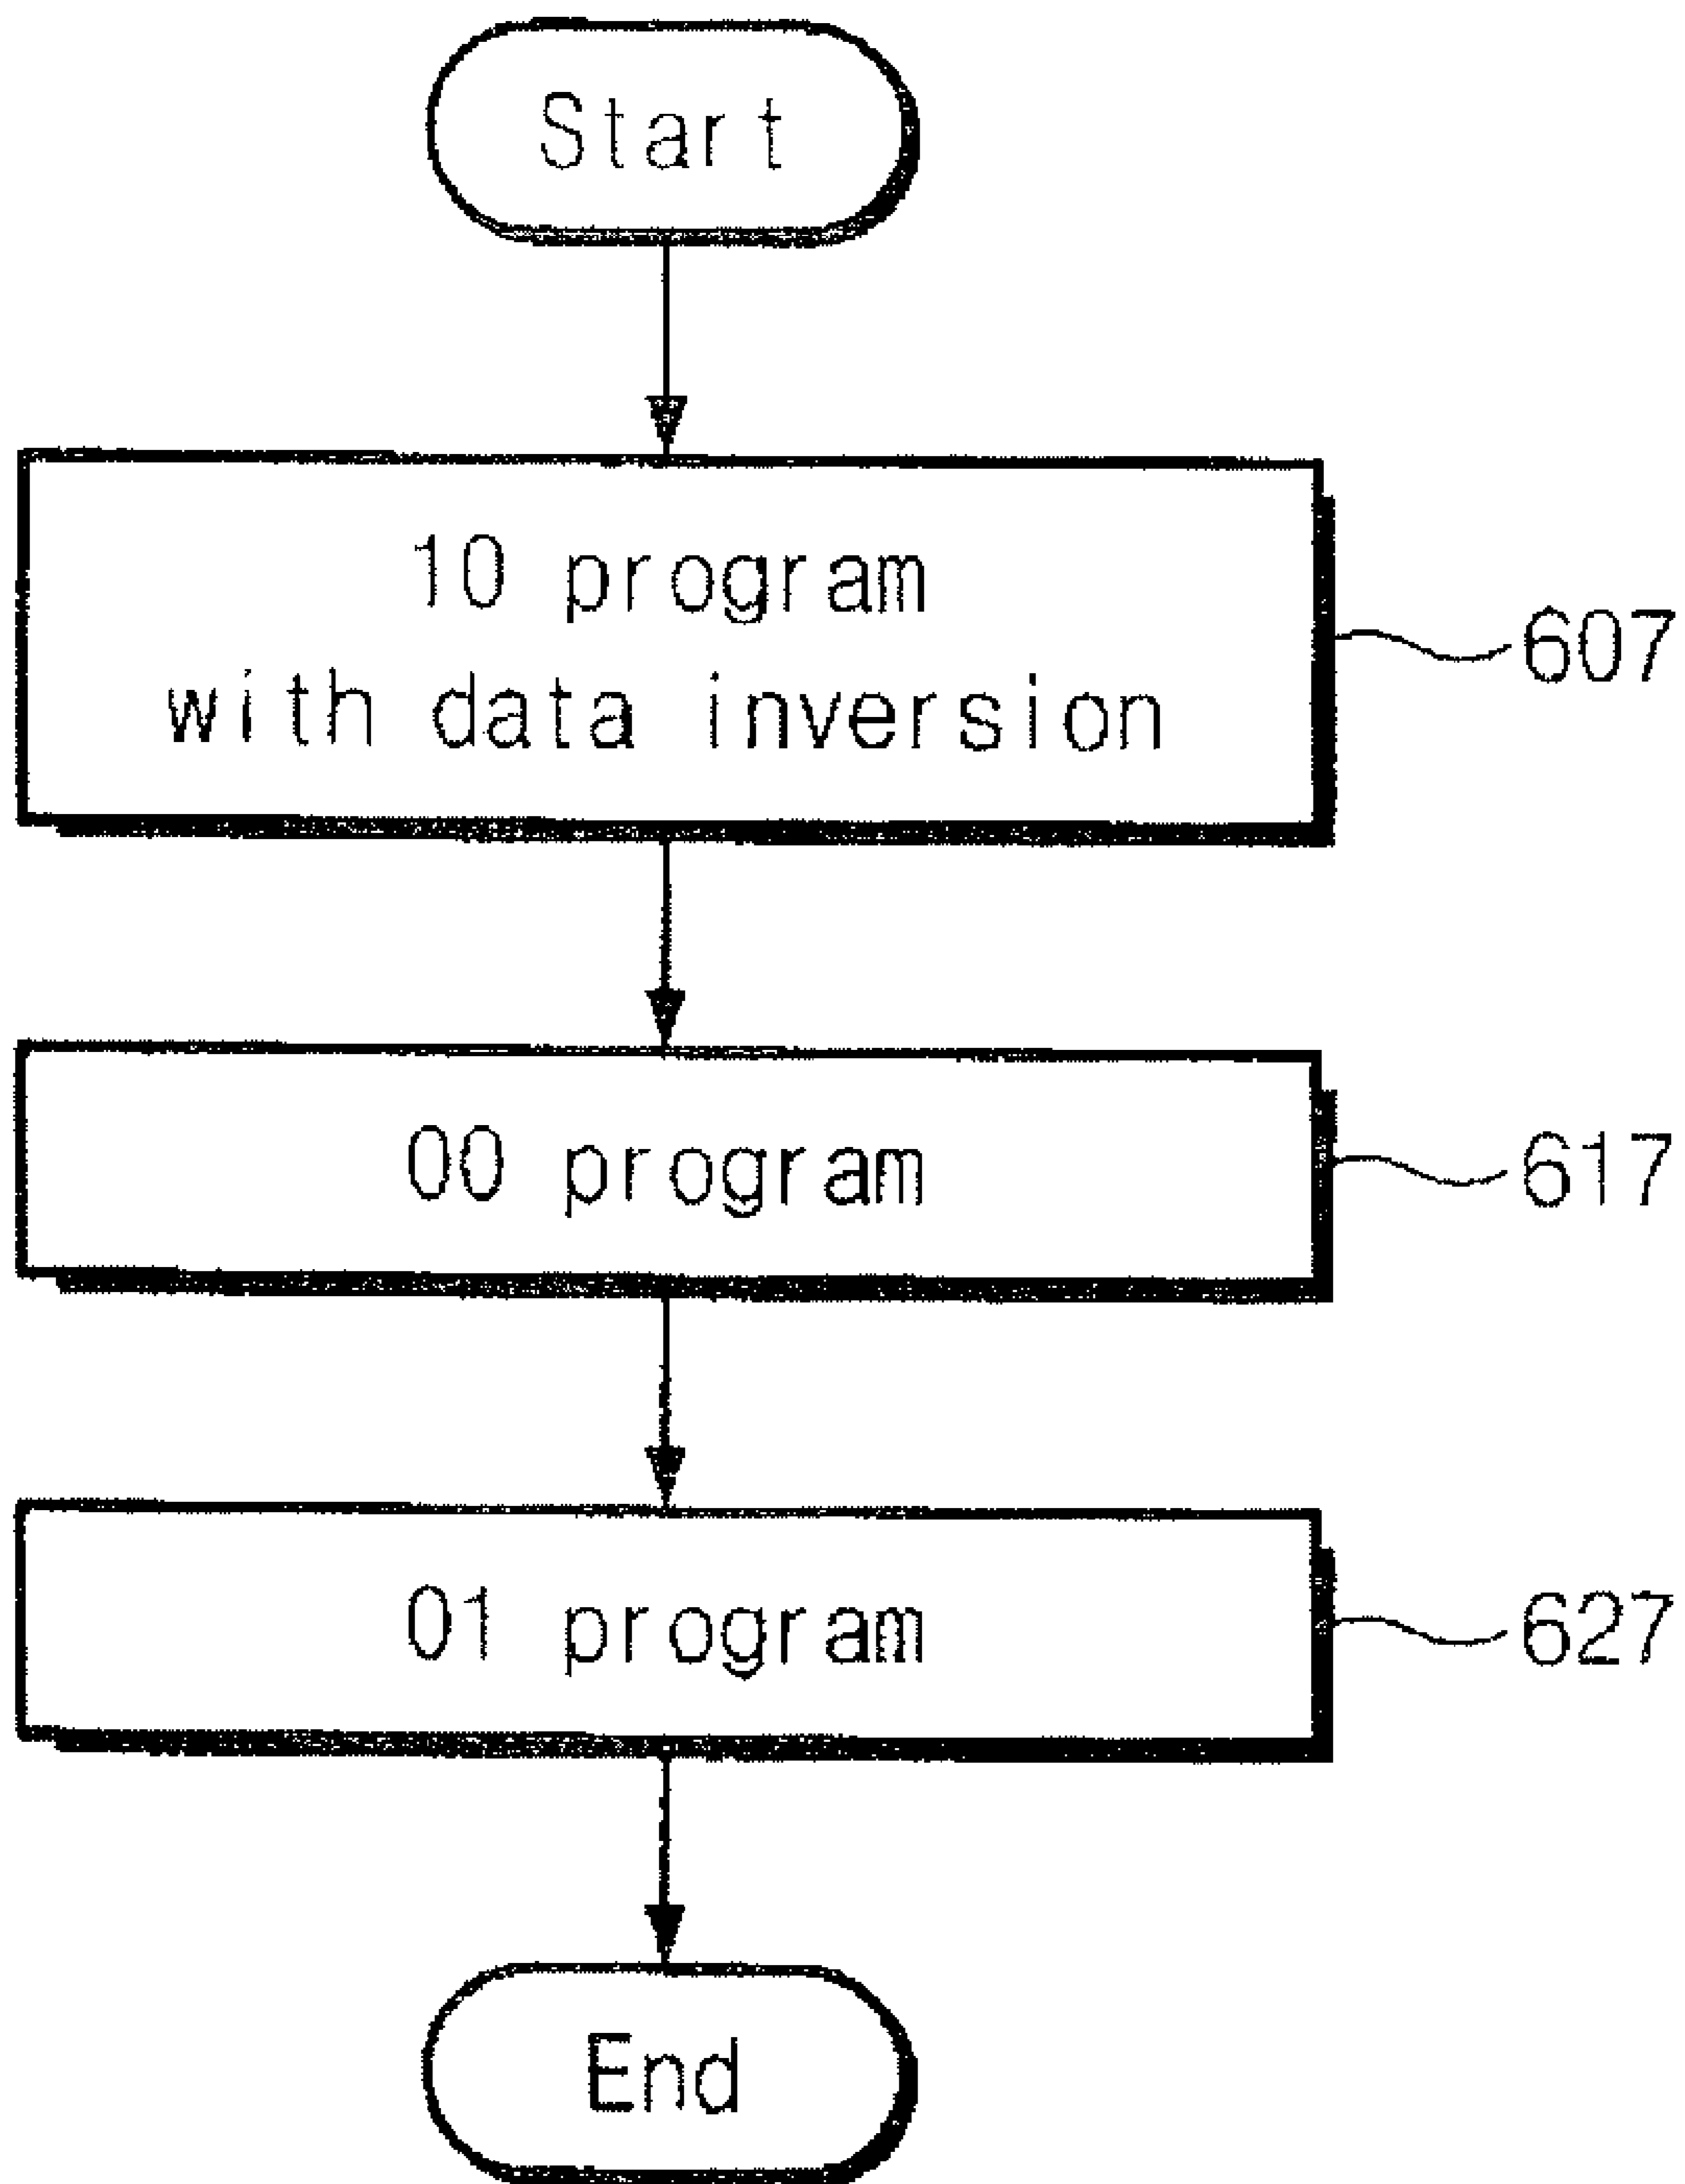 Start
10 program
with data inversion
607
00 program
617
01 program
627
End